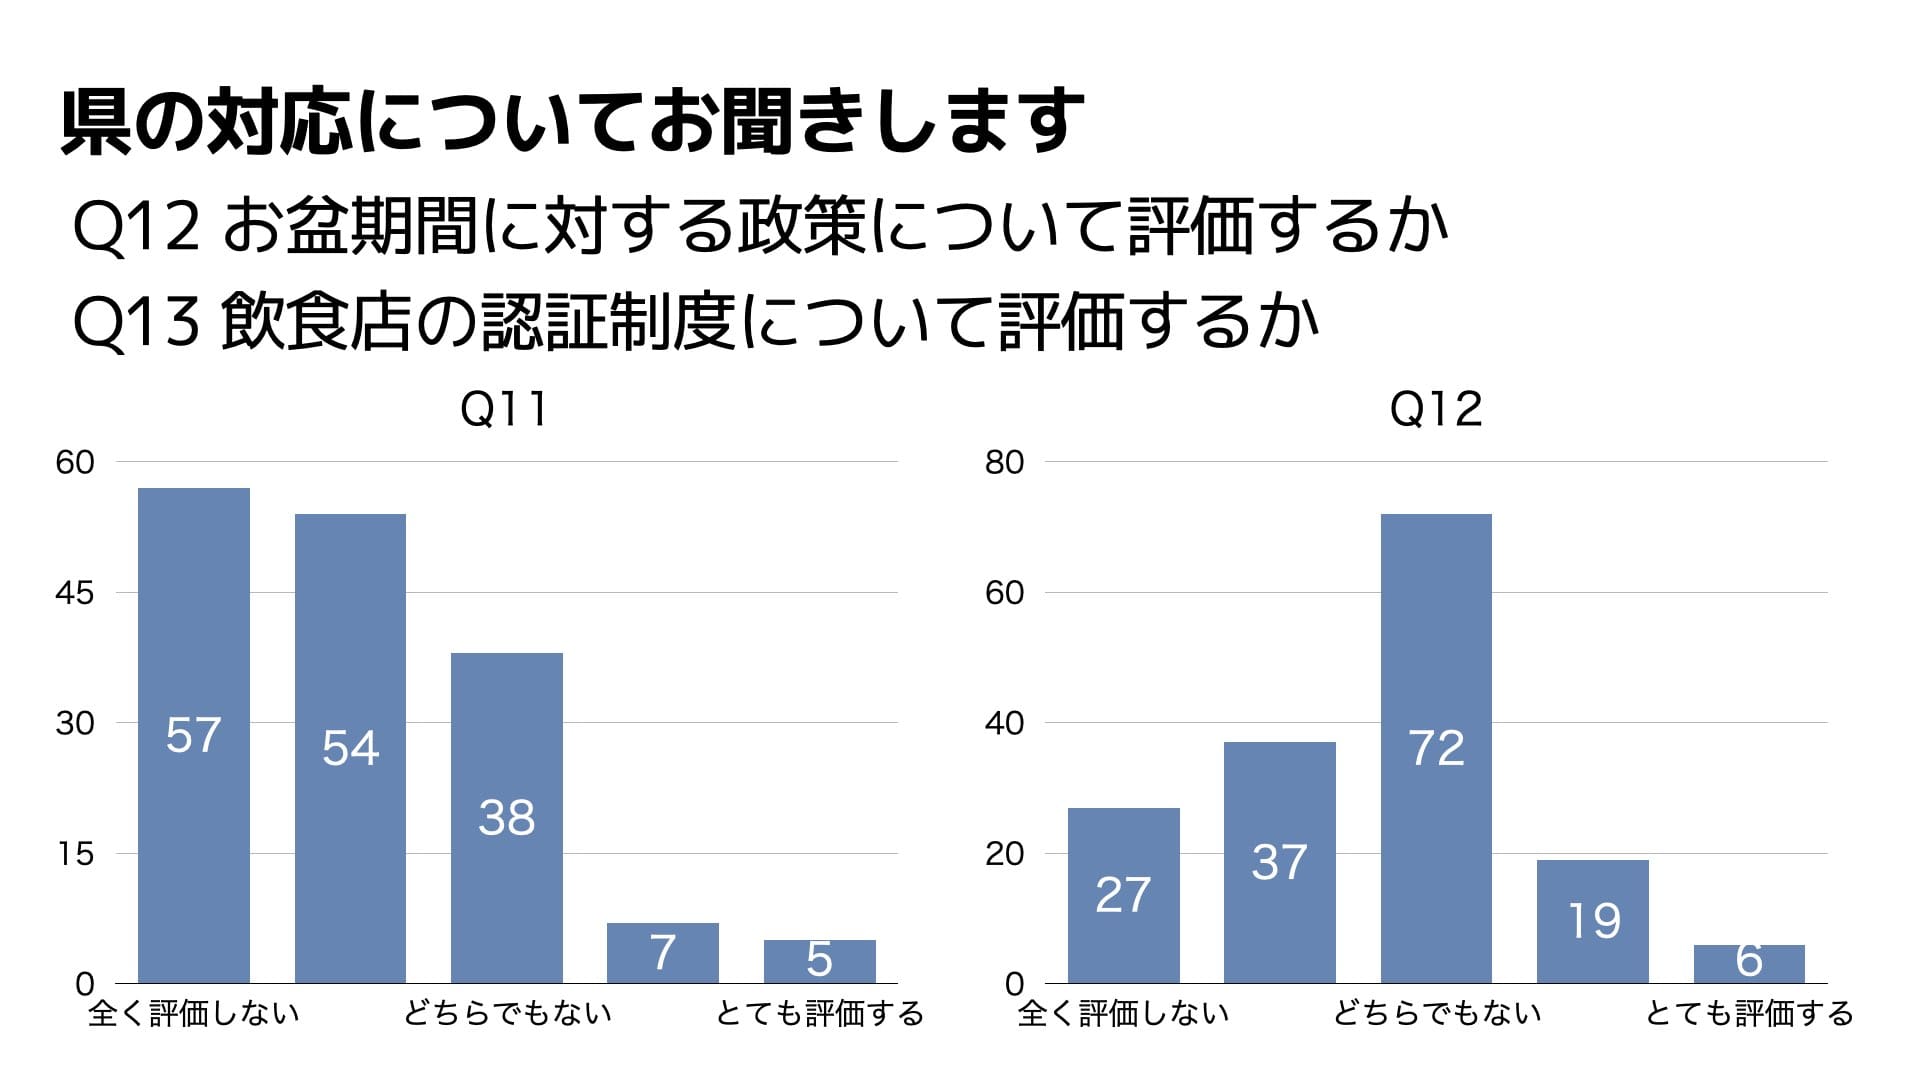 県の対応についてお聞きします
Q12 お盆期間に対する政策について評価するか
Q13 飲食店の認証制度について評価するか
Q11
60
45
30
15
0
57
54
38
7
5
全く評価しない
どちらでもない
とても評価する
Q12
80
60
40
20
0
27
37
72
19
6
全く評価しない
どちらでもない
とても評価する